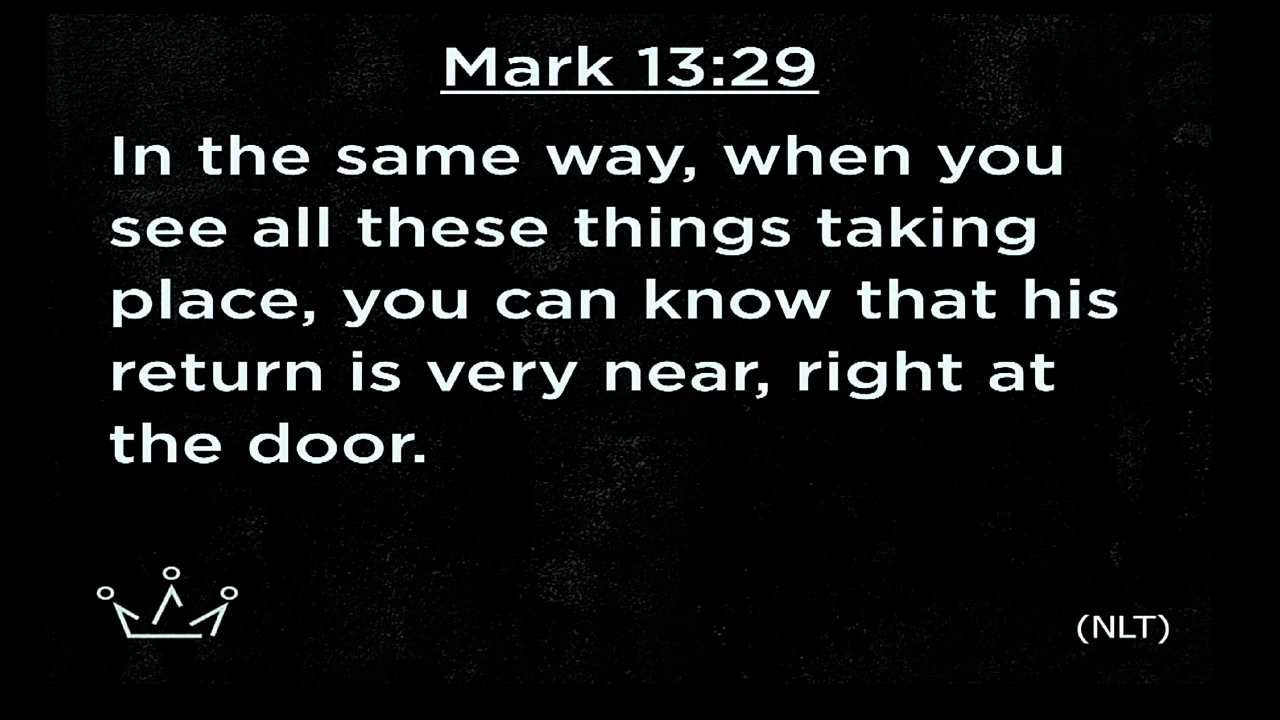 Mark 13:29
In the same way, when you
see all these things taking
place, you can know that his
return is very near, right at
the door.
(NLT)